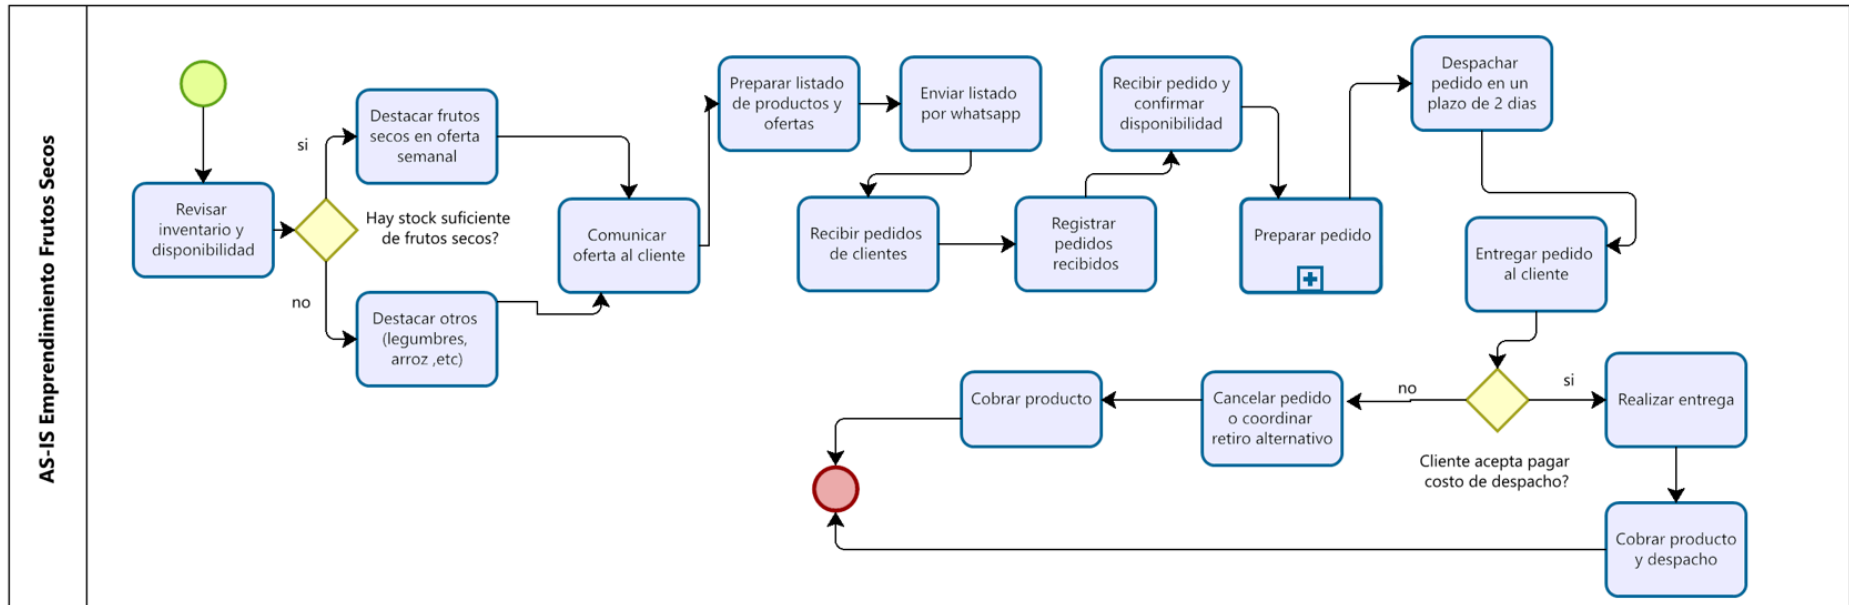 AS-IS Emprendimiento Frutos Secos
Revisar
inventario y
disponibilidad
si
no
Hay stock suficiente
de frutos secos?
Destacar frutos
secos en oferta
semanal
Destacar otros
(legumbres,
arroz ,etc)
Comunicar
oferta al cliente
Preparar listado
de productos y
ofertas
Enviar listado
por whatsapp
Recibir pedidos
de clientes
Registrar
pedidos
recibidos
Recibir pedido y
confirmar
disponibilidad
Preparar pedido
Despachar
pedido en un
plazo de 2 dias
Entregar pedido
al cliente
Cliente acepta pagar
costo de despacho?
si
no
Realizar entrega
Cobrar producto
y despacho
Cancelar pedido
o coordinar
retiro alternativo
Cobrar producto